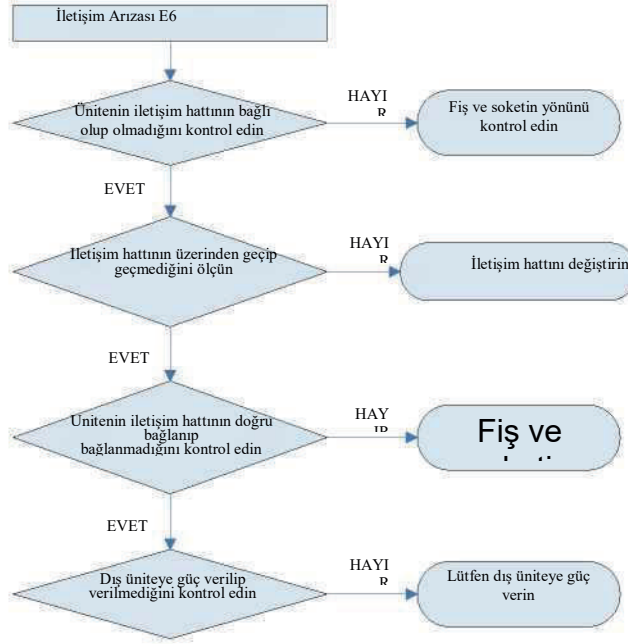 İletişim Arızası E6
Ünitenin iletişim hattının bağlı
olup olmadığını kontrol edin
HAYI
R
Fiş ve soketin yönünü
kontrol edin
EVET
İletişim hattının üzerinden geçip
geçmediğini ölçün
HAYI
R
İletişim hattını değiştirin
EVET
Ünitenin iletişim hattının doğru
bağlanıp
bağlanmadığını kontrol edin
HAY
IR
Fiş ve
EVET
Dış üniteye güç verilip
verilmediğini kontrol edin
HAYI
R
Lütfen dış üniteye güç
verin